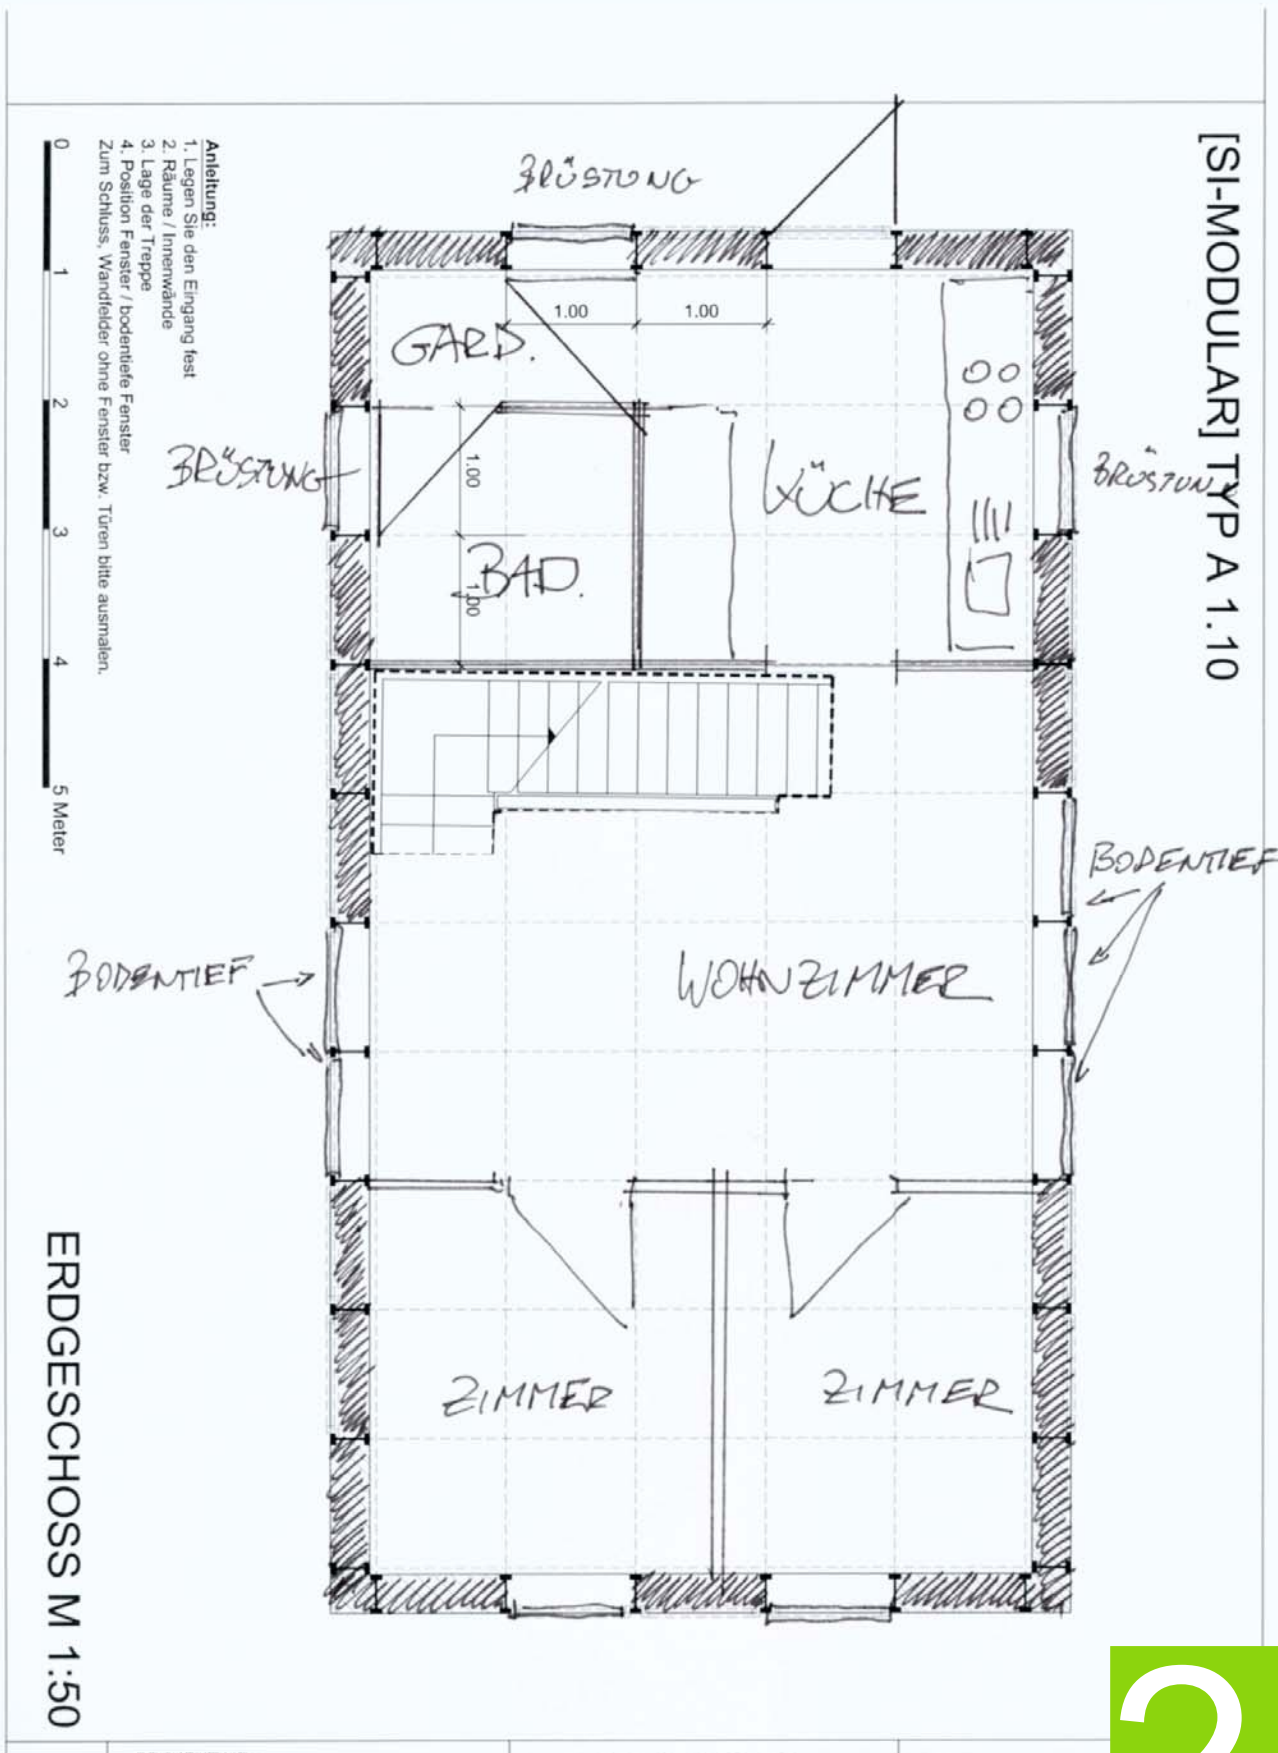 [SI-MODULAR] TYP A 1.10
Anleitung:
1. Legen Sie den Eingang fest
2. Räume / Innenwände
3. Lage der Treppe
4. Position Fenster / bodentiefe Fenster
Zum Schluss, Wandfelder ohne Fenster bzw. Türen bitte ausmalen.
0 1 2 3 4 5 Meter
ERDGESCHOSS M 1:50
BRÜSTUNG
1.00 1.00
GARD.
BRÜSTUNG
1.00
KÜCHE
BRÜSTUNG
BAD.
1.00
BODENTIEF
BODENTIEF
WOHNZIMMER
ZIMMER
ZIMMER
2